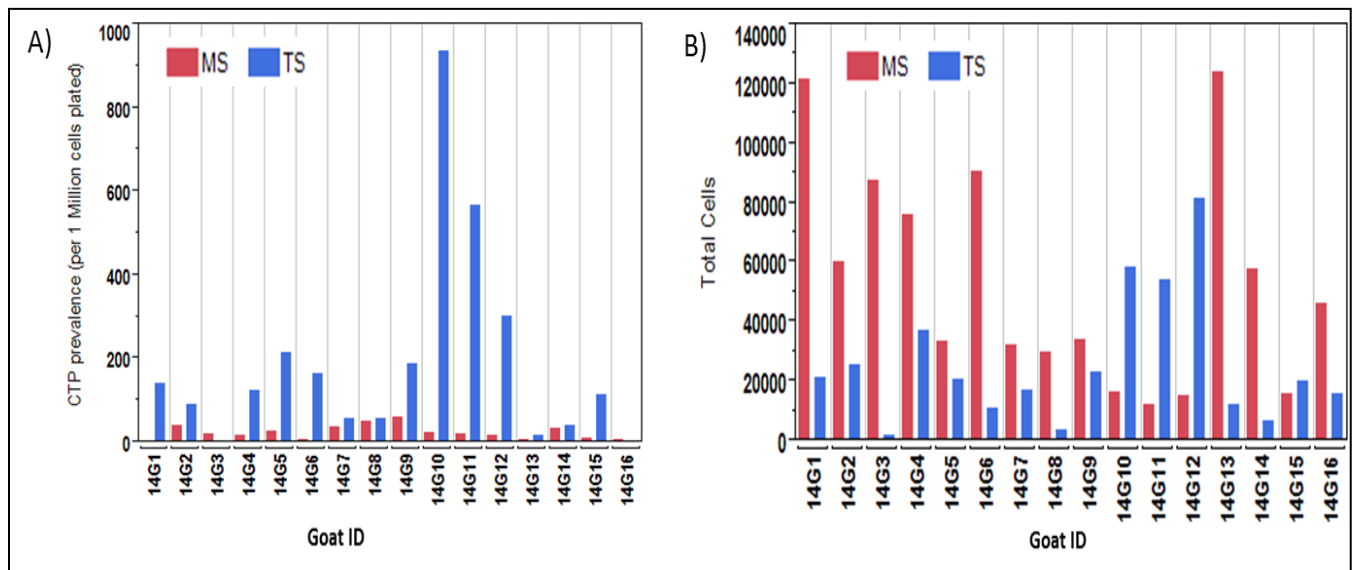 A)
MS TS
CTP prevalence (per 1 Million cells plated)
1000
800
600
400
200
0
14G1 14G2 14G3 14G4 14G5 14G6 14G7 14G8 14G9 14G10 14G11 14G12 14G13 14G14 14G15 14G16
Goat ID
B)
MS TS
Total Cells
140000
120000
100000
80000
60000
40000
20000
0
14G1 14G2 14G3 14G4 14G5 14G6 14G7 14G8 14G9 14G10 14G11 14G12 14G13 14G14 14G15 14G16
Goat ID